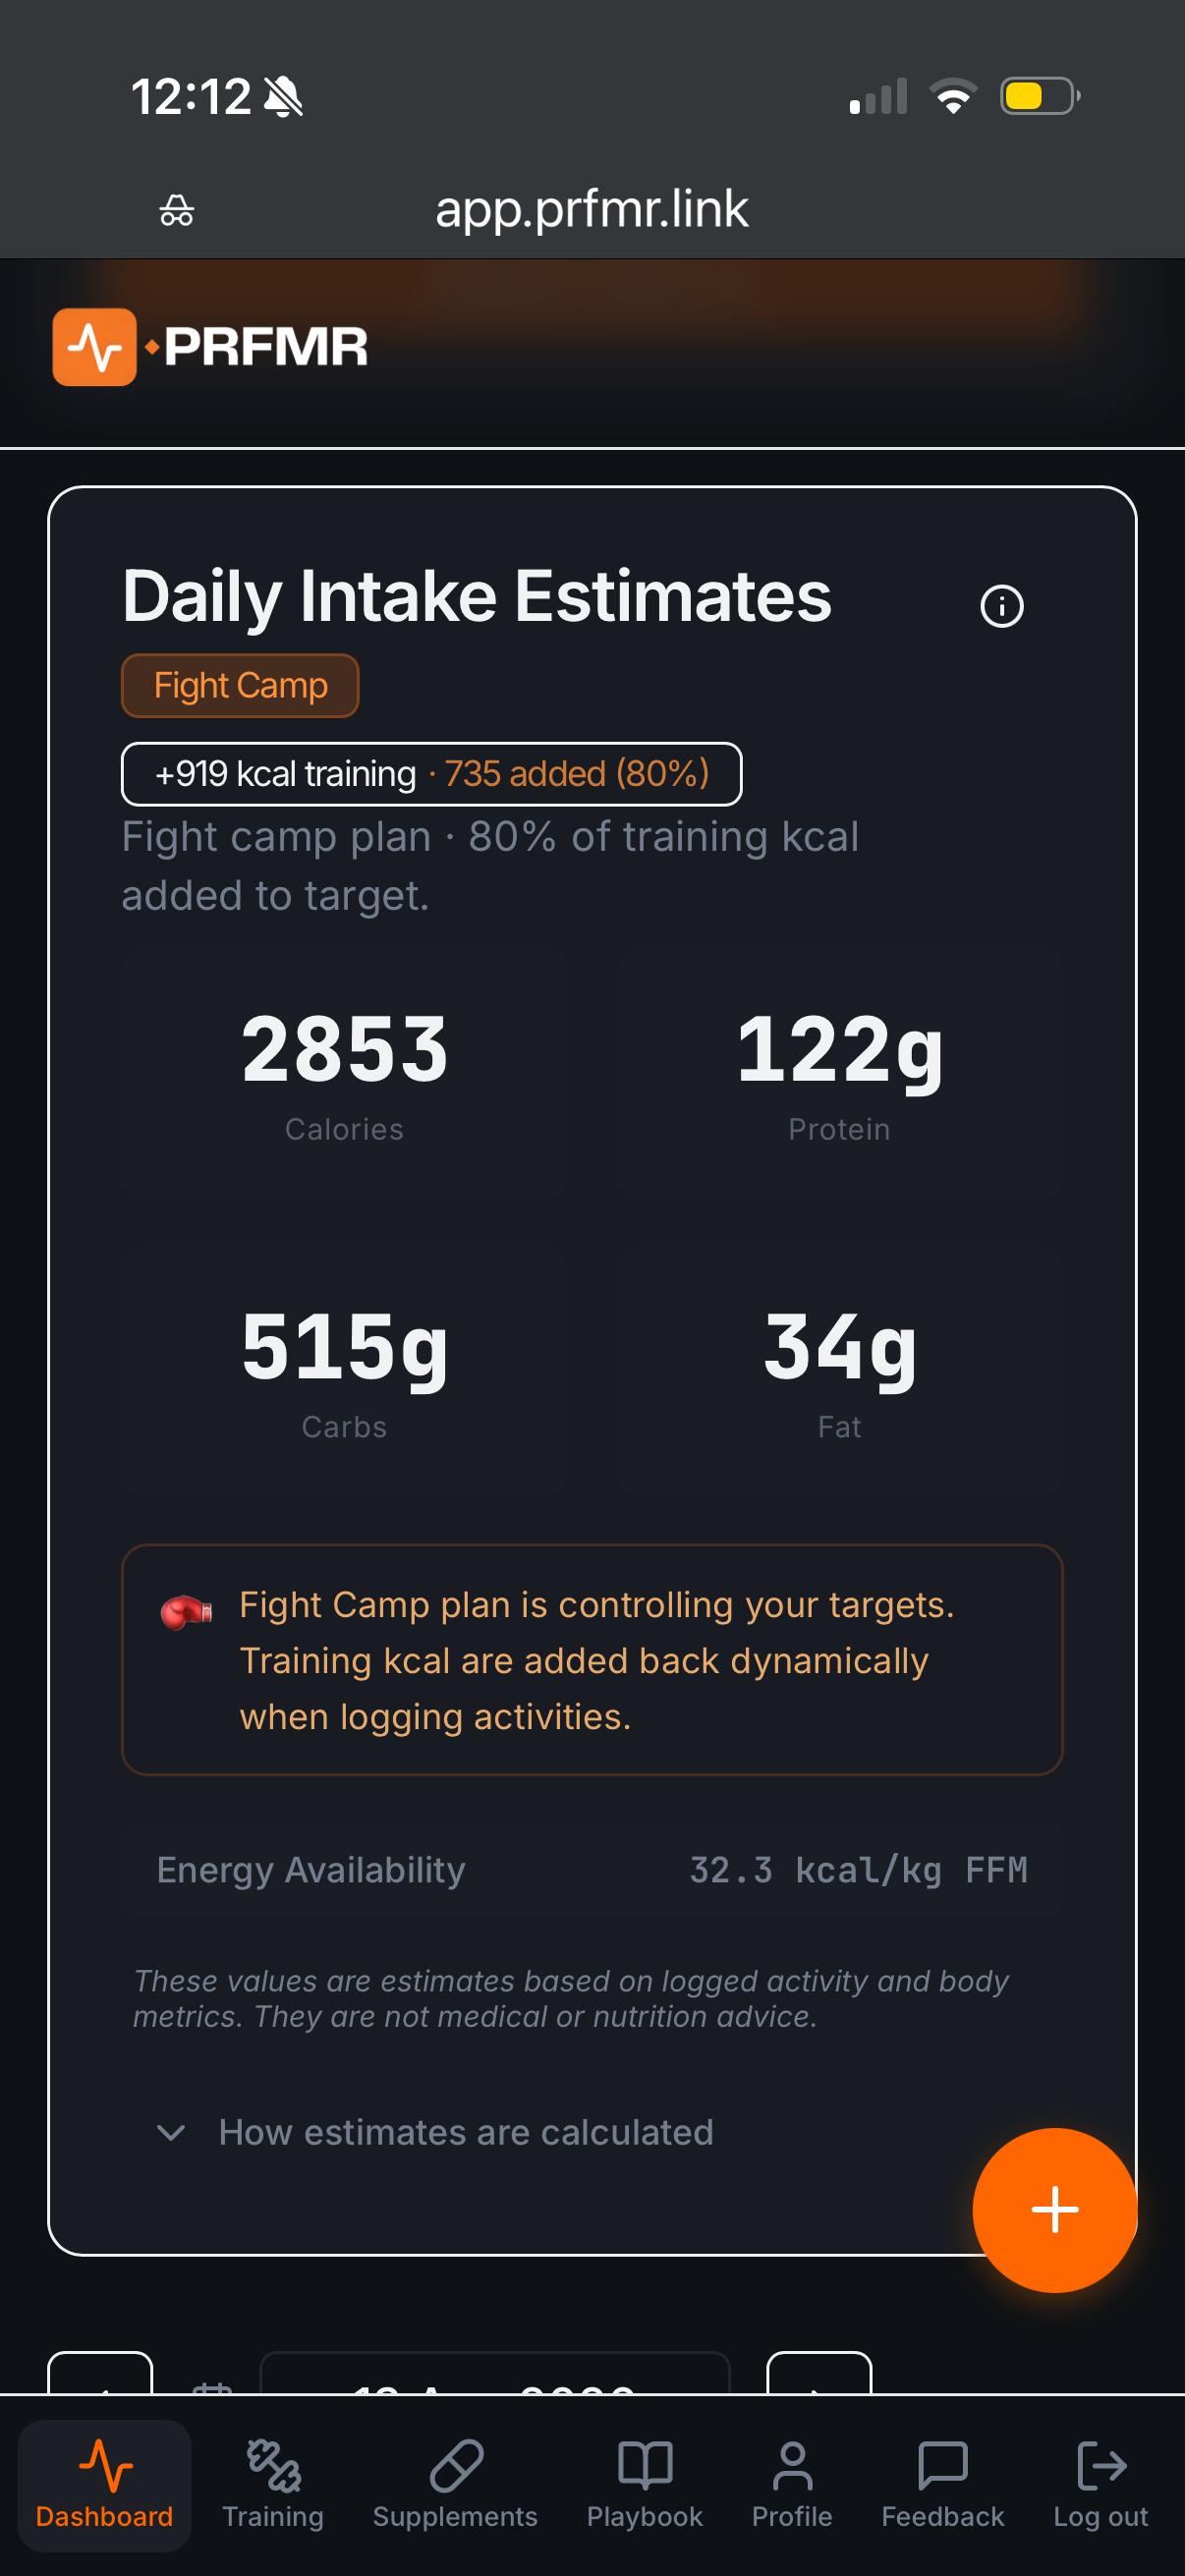 12:12
app.prfmr.link
PRFMR
Daily Intake Estimates
Fight Camp
+919 kcal training · 735 added (80%)
Fight camp plan · 80% of training kcal
added to target.
2853
Calories
122g
Protein
515g
Carbs
34g
Fat
Fight Camp plan is controlling your targets.
Training kcal are added back dynamically
when logging activities.
Energy Availability 32.3 kcal/kg FFM
These values are estimates based on logged activity and body
metrics. They are not medical or nutrition advice.
How estimates are calculated
Dashboard
Training
Supplements
Playbook
Profile
Feedback
Log out